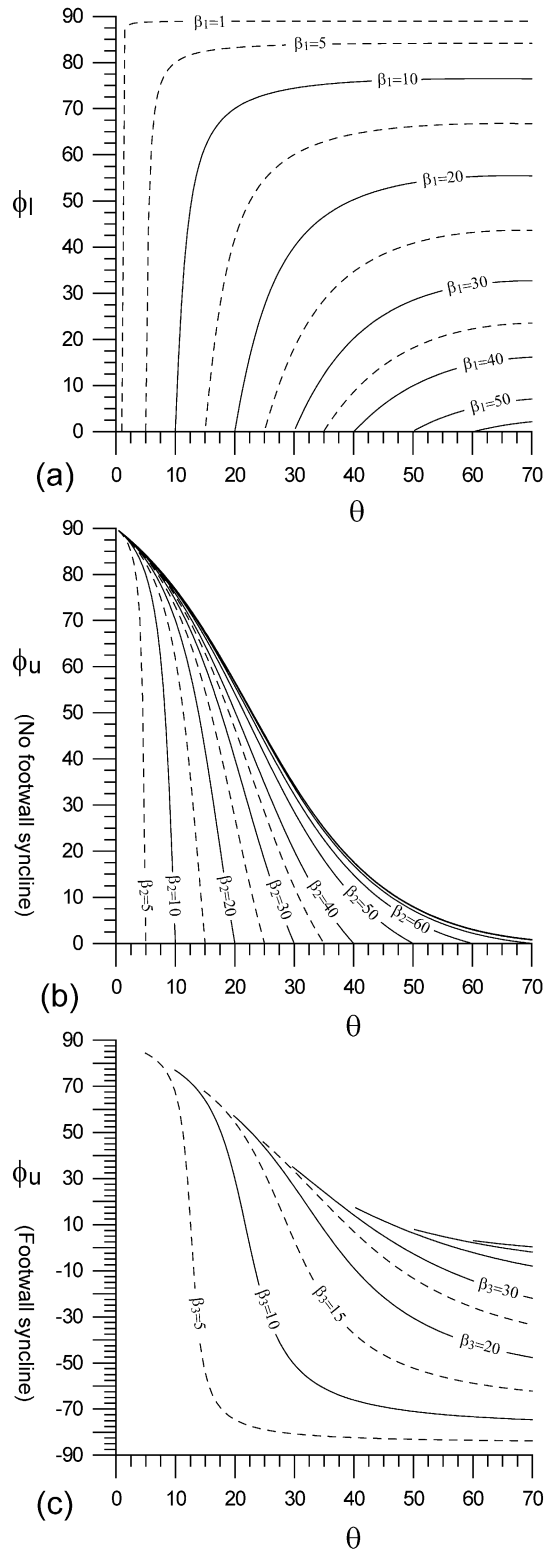 90
80
70
60
50
40
30
20
10
0
ϕl
β1=1
β1=5
β1=10
β1=20
β1=30
β1=40
β1=50
0 10 20 30 40 50 60 70
(a)
θ
90
80
70
60
50
40
30
20
10
0
ϕu
(No footwall syncline)
β2=5
β2=10
β2=20
β2=30
β2=40
β2=50
β2=60
0 10 20 30 40 50 60 70
(b)
θ
90
70
50
30
10
-10
-30
-50
-70
-90
ϕu
(Footwall syncline)
β3=5
β3=10
β3=15
β3=20
β3=30
0 10 20 30 40 50 60 70
(c)
θ